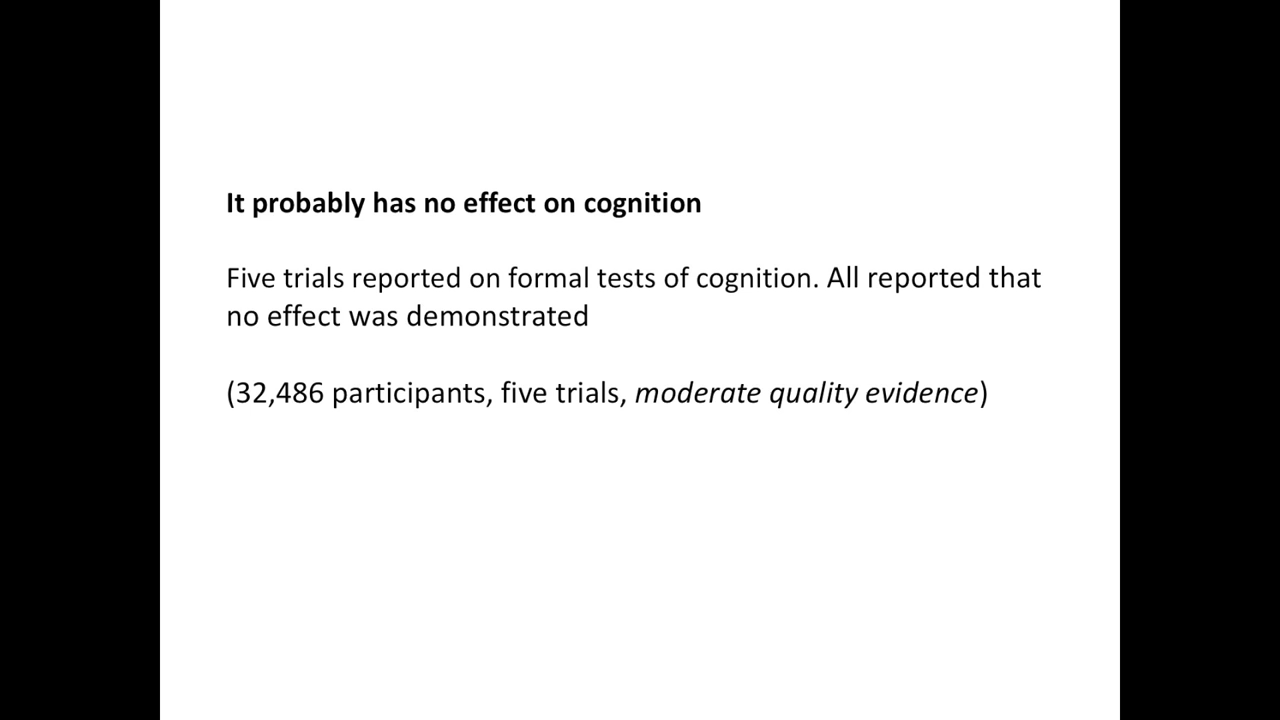 It probably has no effect on cognition
Five trials reported on formal tests of cognition. All reported that
no effect was demonstrated
(32,486 participants, five trials, moderate quality evidence)